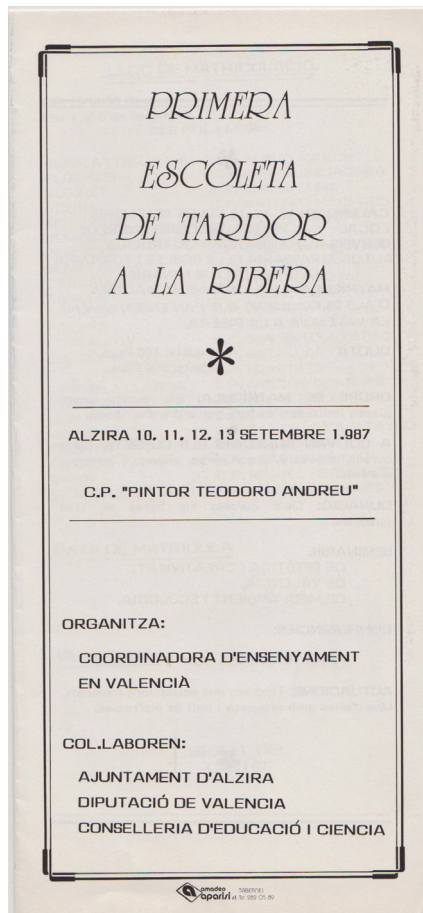 PRIMERA
ESCOLETA
DE TARDOR
A LA RIBERA
*
ALZIRA 10, 11, 12, 13 SETEMBRE 1.987
C.P. "PINTOR TEODORO ANDREU"
ORGANITZA:
COORDINADORA D'ENSENYAMENT
EN VALENCIÀ
COL.LABOREN:
AJUNTAMENT D'ALZIRA
DIPUTACIÓ DE VALENCIA
CONSELLERIA D'EDUCACIÓ I CIENCIA
amadeo
aparisi